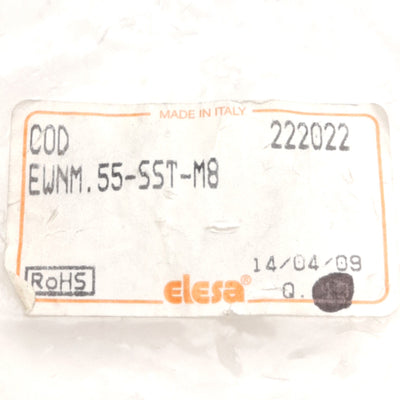 MADE IN ITALY
COD 222022
EWNM.55-SST-M8
14/04/09
RoHS elesa® Q.